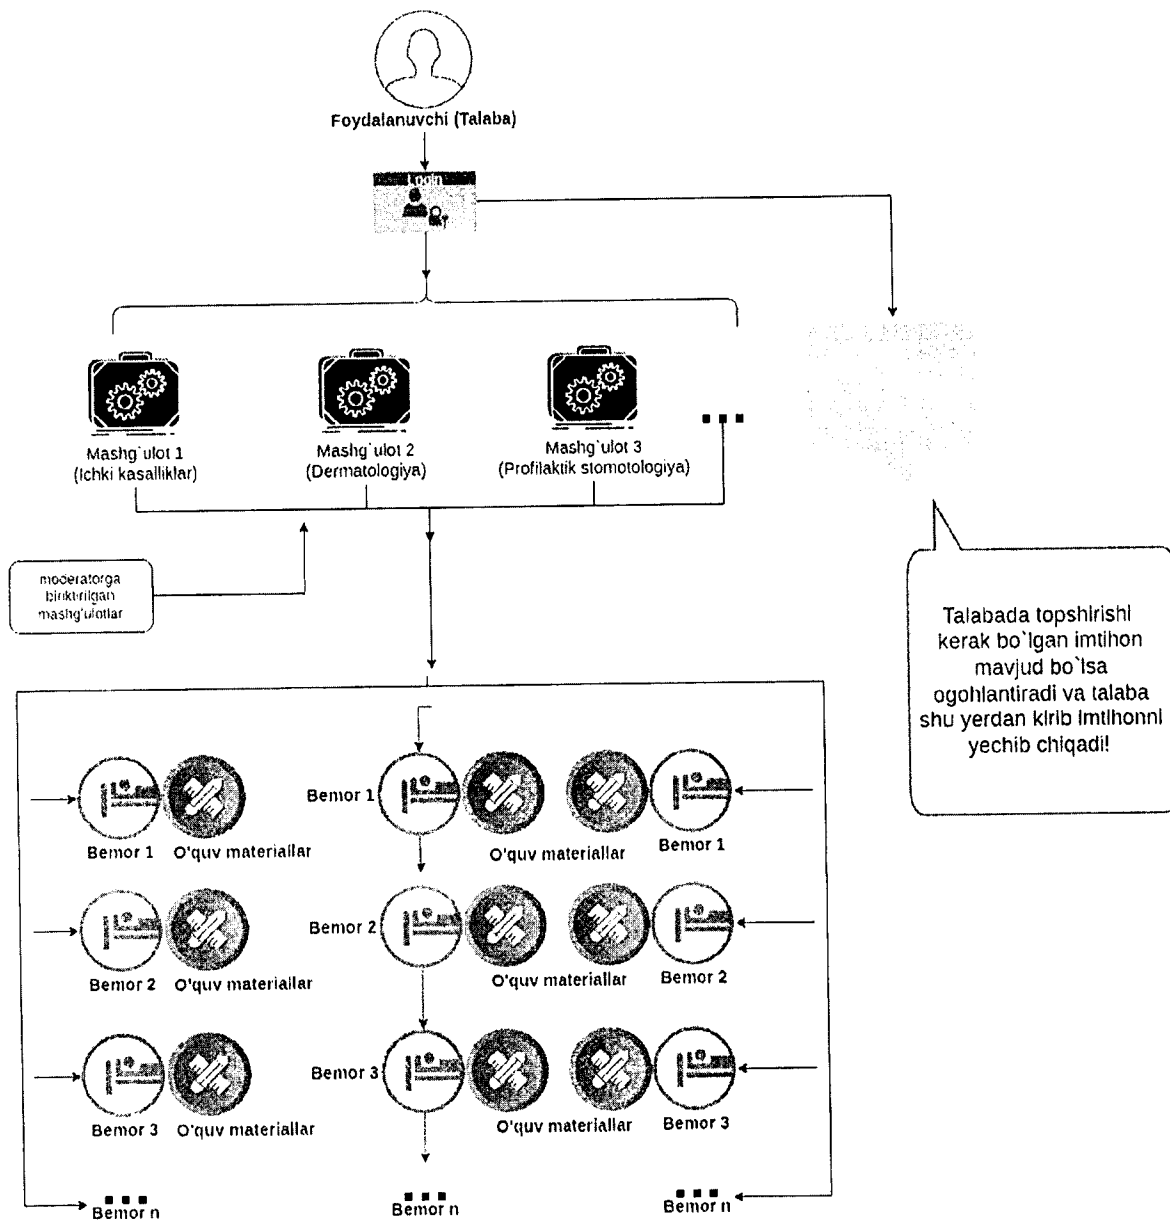 Foydalanuvchi (Talaba)
Login
Mashg`ulot 1
(Ichki kasalliklar)
Mashg`ulot 2
(Dermatologiya)
Mashg`ulot 3
(Profilaktik stomotologiya)
moderatorga
biriktirilgan
mashg'ulotlar
Talabada topshirishi
kerak bo`lgan imtihon
mavjud bo`lsa
ogohlantiradi va talaba
shu yerdan kirib imtihonni
yechib chiqadi!
Bemor 1
O'quv materiallar
Bemor 1
O'quv materiallar
Bemor 1
Bemor 2
O'quv materiallar
Bemor 2
O'quv materiallar
Bemor 2
Bemor 3
O'quv materiallar
Bemor 3
O'quv materiallar
Bemor 3
Bemor n
Bemor n
Bemor n